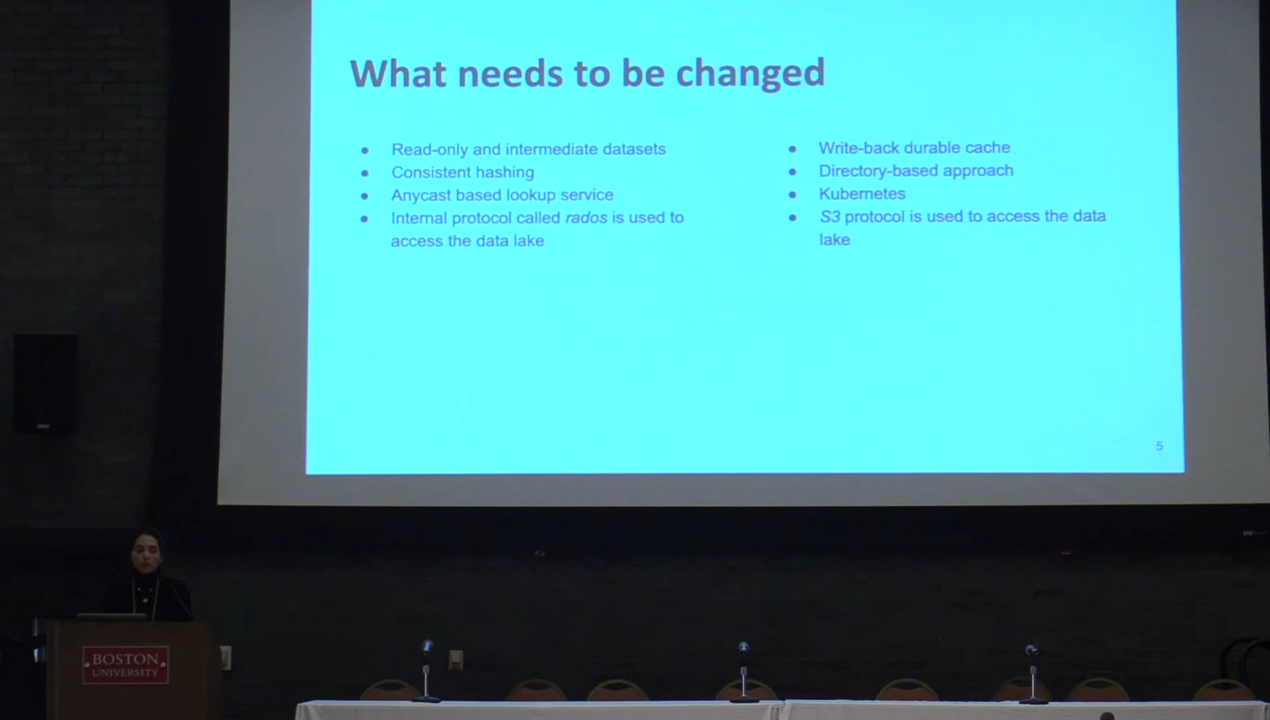 What needs to be changed
● Read-only and intermediate datasets
● Consistent hashing
● Anycast based lookup service
● Internal protocol called rados is used to
access the data lake
● Write-back durable cache
● Directory-based approach
● Kubernetes
● S3 protocol is used to access the data
lake
5
BOSTON
UNIVERSITY